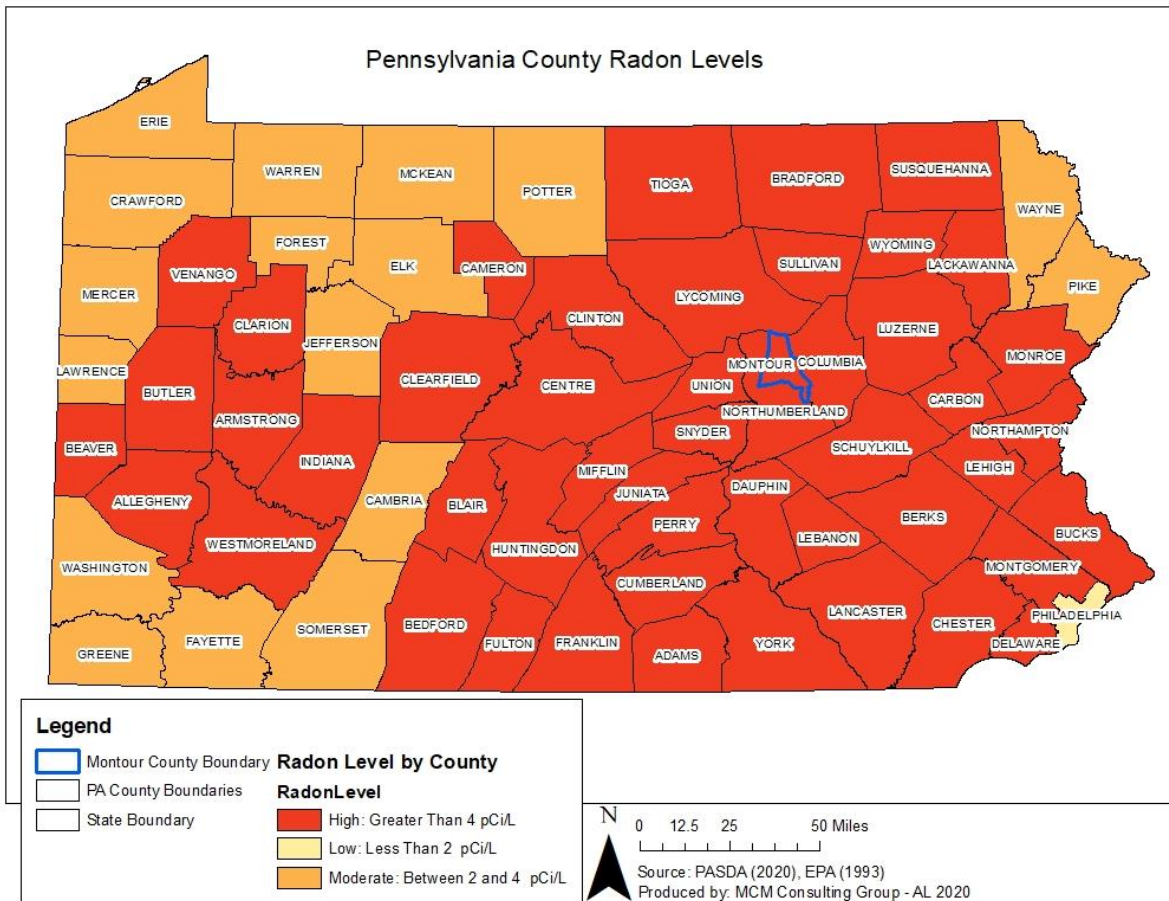 Pennsylvania County Radon Levels
ERIE
WARREN
MCKEAN
POTTER
TIOGA
BRADFORD
SUSQUEHANNA
CRAWFORD
WAYNE
FOREST
VENANGO
ELK
CAMERON
SULLIVAN
WYOMING
LACKAWANNA
PIKE
MERCER
LYCOMING
CLARION
CLINTON
LUZERNE
JEFFERSON
MONROE
LAWRENCE
MONTOUR
COLUMBIA
BUTLER
CLEARFIELD
CENTRE
UNION
CARBON
ARMSTRONG
NORTHUMBERLAND
NORTHAMPTON
SNYDER
BEAVER
SCHUYLKILL
INDIANA
LEHIGH
MIFFLIN
ALLEGHENY
CAMBRIA
BLAIR
JUNIATA
DAUPHIN
PERRY
LEBANON
BERKS
BUCKS
WESTMORELAND
HUNTINGDON
WASHINGTON
CUMBERLAND
MONTGOMERY
LANCASTER
PHILADELPHIA
SOMERSET
BEDFORD
CHESTER
FAYETTE
FULTON
FRANKLIN
YORK
DELAWARE
GREENE
ADAMS
Legend
Montour County Boundary
PA County Boundaries
State Boundary
Radon Level by County
RadonLevel
High: Greater Than 4 pCi/L
Low: Less Than 2 pCi/L
Moderate: Between 2 and 4 pCi/L
N
0 12.5 25 50 Miles
Source: PASDA (2020), EPA (1993)
Produced by: MCM Consulting Group - AL 2020